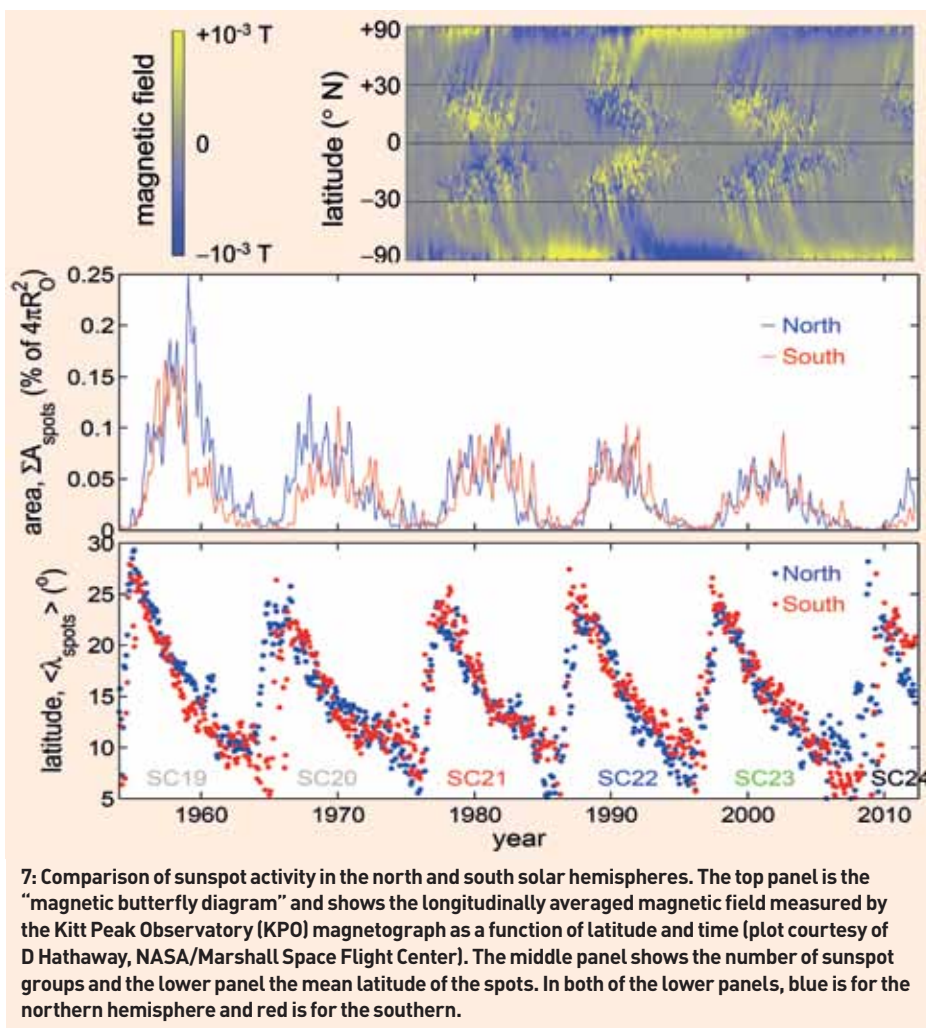 +10⁻³ T
0
−10⁻³ T
magnetic field
+90
+30
0
−30
−90
latitude (° N)
0.25
0.2
0.15
0.1
0.05
0
area, ΣA_spots (% of 4πR_O²)
North
South
30
25
20
15
10
5
latitude, <λ_spots> (°)
North
South
SC19 SC20 SC21 SC22 SC23 SC24
1960 1970 1980 1990 2000 2010
year
7: Comparison of sunspot activity in the north and south solar hemispheres. The top panel is the
“magnetic butterfly diagram” and shows the longitudinally averaged magnetic field measured by
the Kitt Peak Observatory (KPO) magnetograph as a function of latitude and time (plot courtesy of
D Hathaway, NASA/Marshall Space Flight Center). The middle panel shows the number of sunspot
groups and the lower panel the mean latitude of the spots. In both of the lower panels, blue is for the
northern hemisphere and red is for the southern.